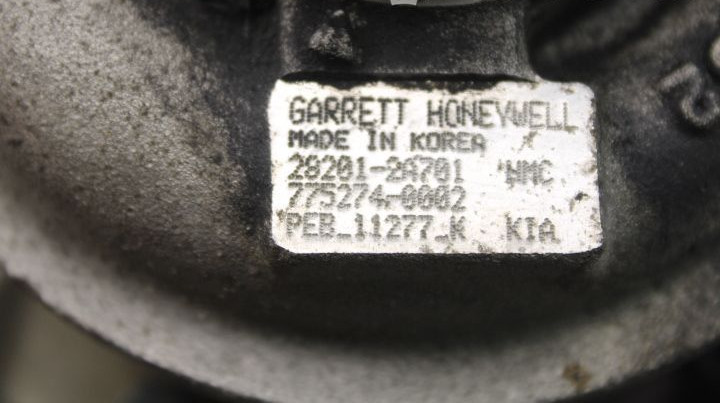 GARRETT HONEYWELL
MADE IN KOREA
28201-2A701 HMC
775274-0002
PEB_11277_K KIA